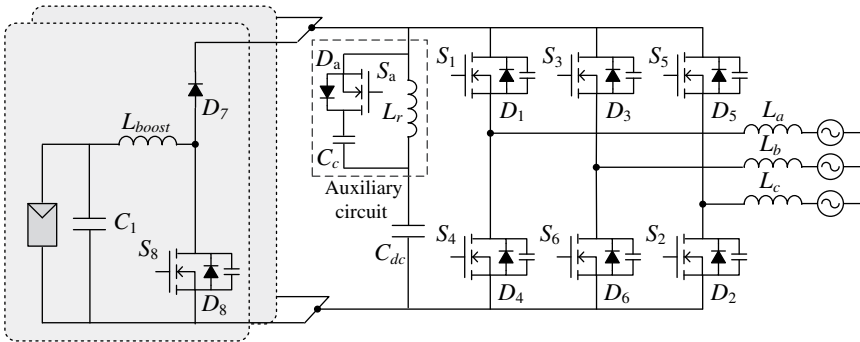 D7
Lboost
C1
S8
D8
Da
Sa
Lr
Cc
Auxiliary
circuit
Cdc
S1
D1
S3
D3
S5
D5
La
Lb
Lc
S4
D4
S6
D6
S2
D2